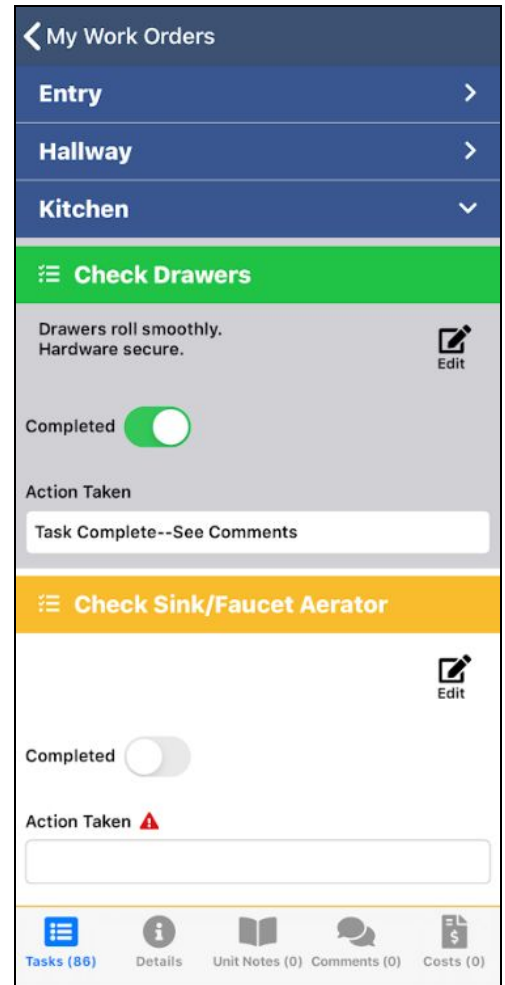 My Work Orders
Entry
Hallway
Kitchen
Check Drawers
Drawers roll smoothly.
Hardware secure.
Edit
Completed
Action Taken
Task Complete--See Comments
Check Sink/Faucet Aerator
Edit
Completed
Action Taken
Tasks (86) Details Unit Notes (0) Comments (0) Costs (0)